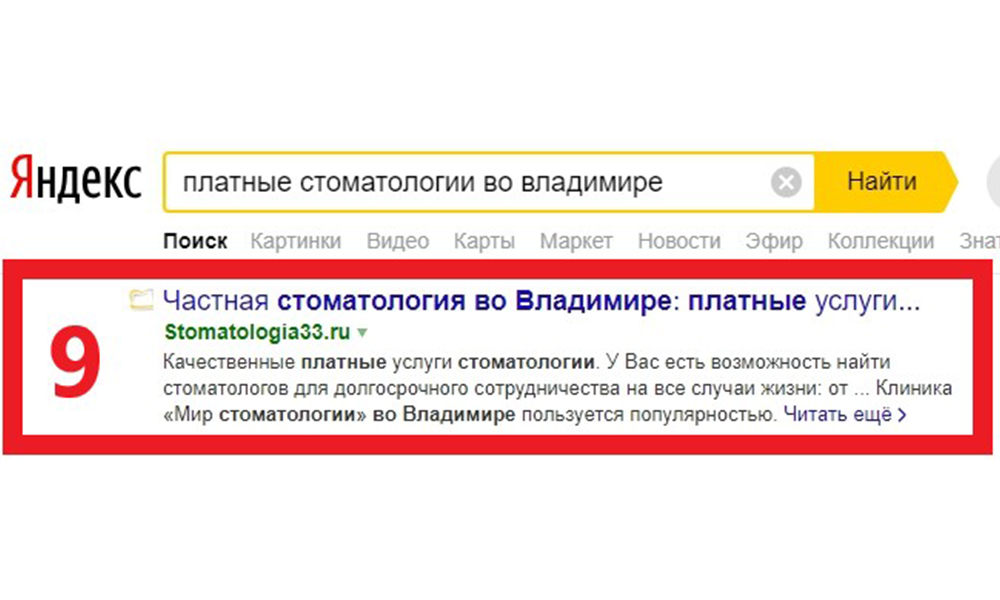 Яндекс
платные стоматологии во владимире
Найти
Поиск Картинки Видео Карты Маркет Новости Эфир Коллекции Знат
9
Частная стоматология во Владимире: платные услуги...
Stomatologia33.ru
Качественные платные услуги стоматологии. У Вас есть возможность найти
стоматологов для долгосрочного сотрудничества на все случаи жизни: от ... Клиника
«Мир стоматологии» во Владимире пользуется популярностью. Читать ещё >